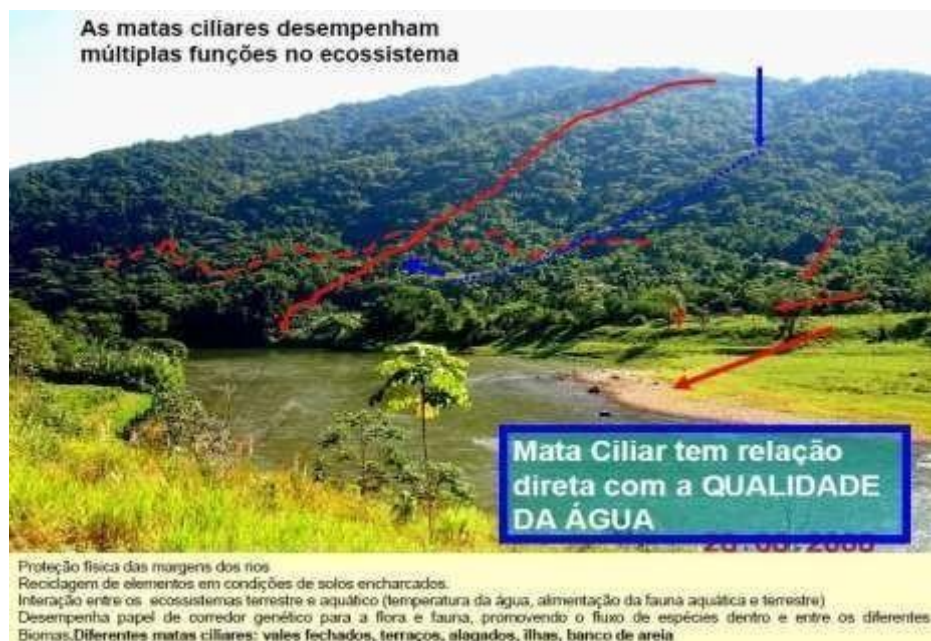 As matas ciliares desempenham
múltiplas funções no ecossistema
Mata Ciliar tem relação
direta com a QUALIDADE
DA ÁGUA
Proteção física das margens dos rios
Reciclagem de elementos em condições de solos encharcados.
Interação entre os ecossistemas terrestre e aquático (temperatura da água, alimentação da fauna aquática e terrestre)
Desempenha papel de corredor genético para a flora e fauna, promovendo o fluxo de espécies dentro e entre os diferentes
Biomas.Diferentes matas ciliares: vales fechados, terraços, alagados, ilhas, banco de areia